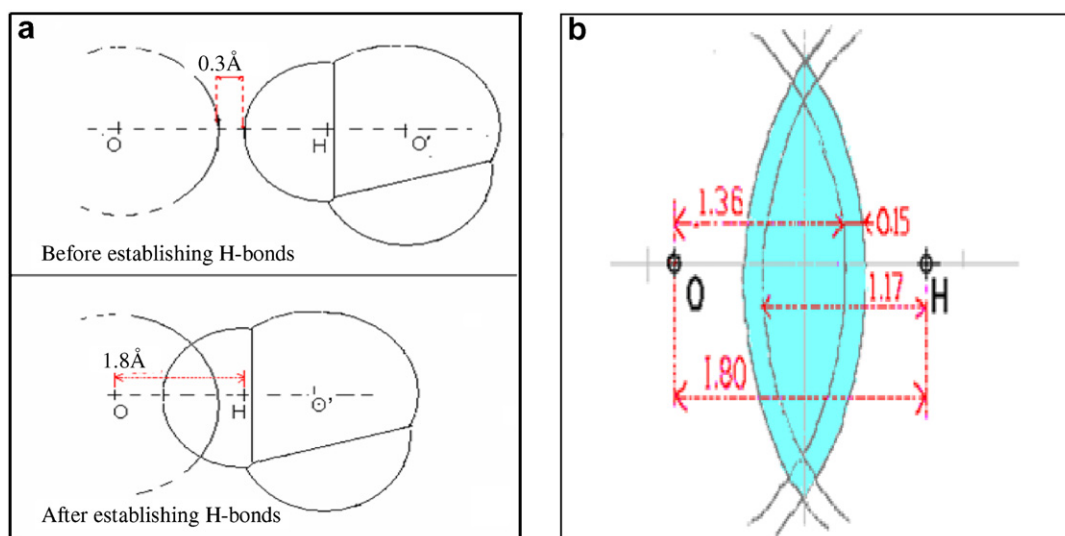 a
0.3Å
O H O'
Before establishing H-bonds
1.8Å
O H O'
After establishing H-bonds
b
1.36
0.15
O H
1.17
1.80